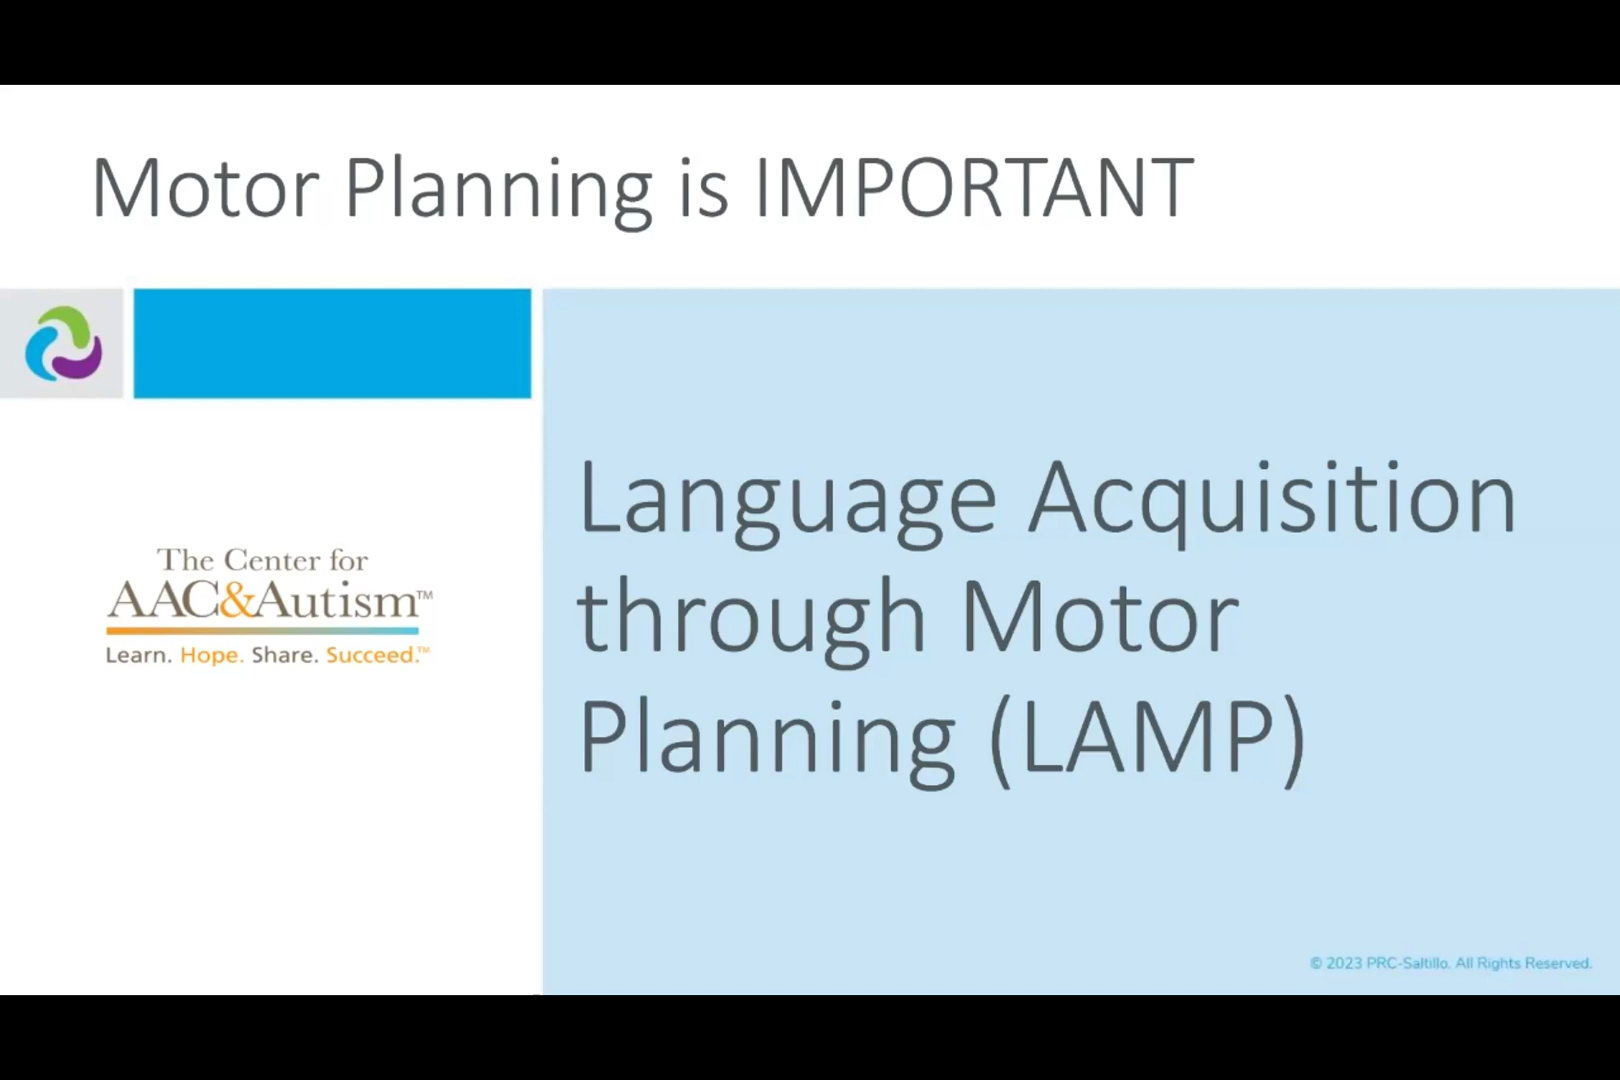 Motor Planning is IMPORTANT
The Center for
AAC&Autism™
Learn. Hope. Share. Succeed.™
Language Acquisition
through Motor
Planning (LAMP)
© 2023 PRC-Saltillo. All Rights Reserved.